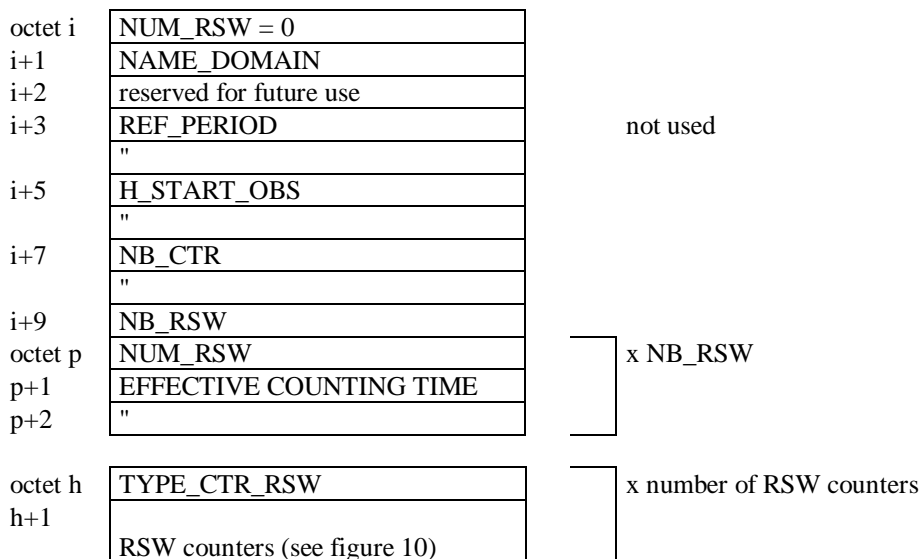 octet i NUM_RSW = 0
i+1 NAME_DOMAIN
i+2 reserved for future use
i+3 REF_PERIOD not used
"
i+5 H_START_OBS
"
i+7 NB_CTR
"
i+9 NB_RSW
octet p NUM_RSW x NB_RSW
p+1 EFFECTIVE COUNTING TIME
p+2 "
octet h TYPE_CTR_RSW x number of RSW counters
h+1
RSW counters (see figure 10)